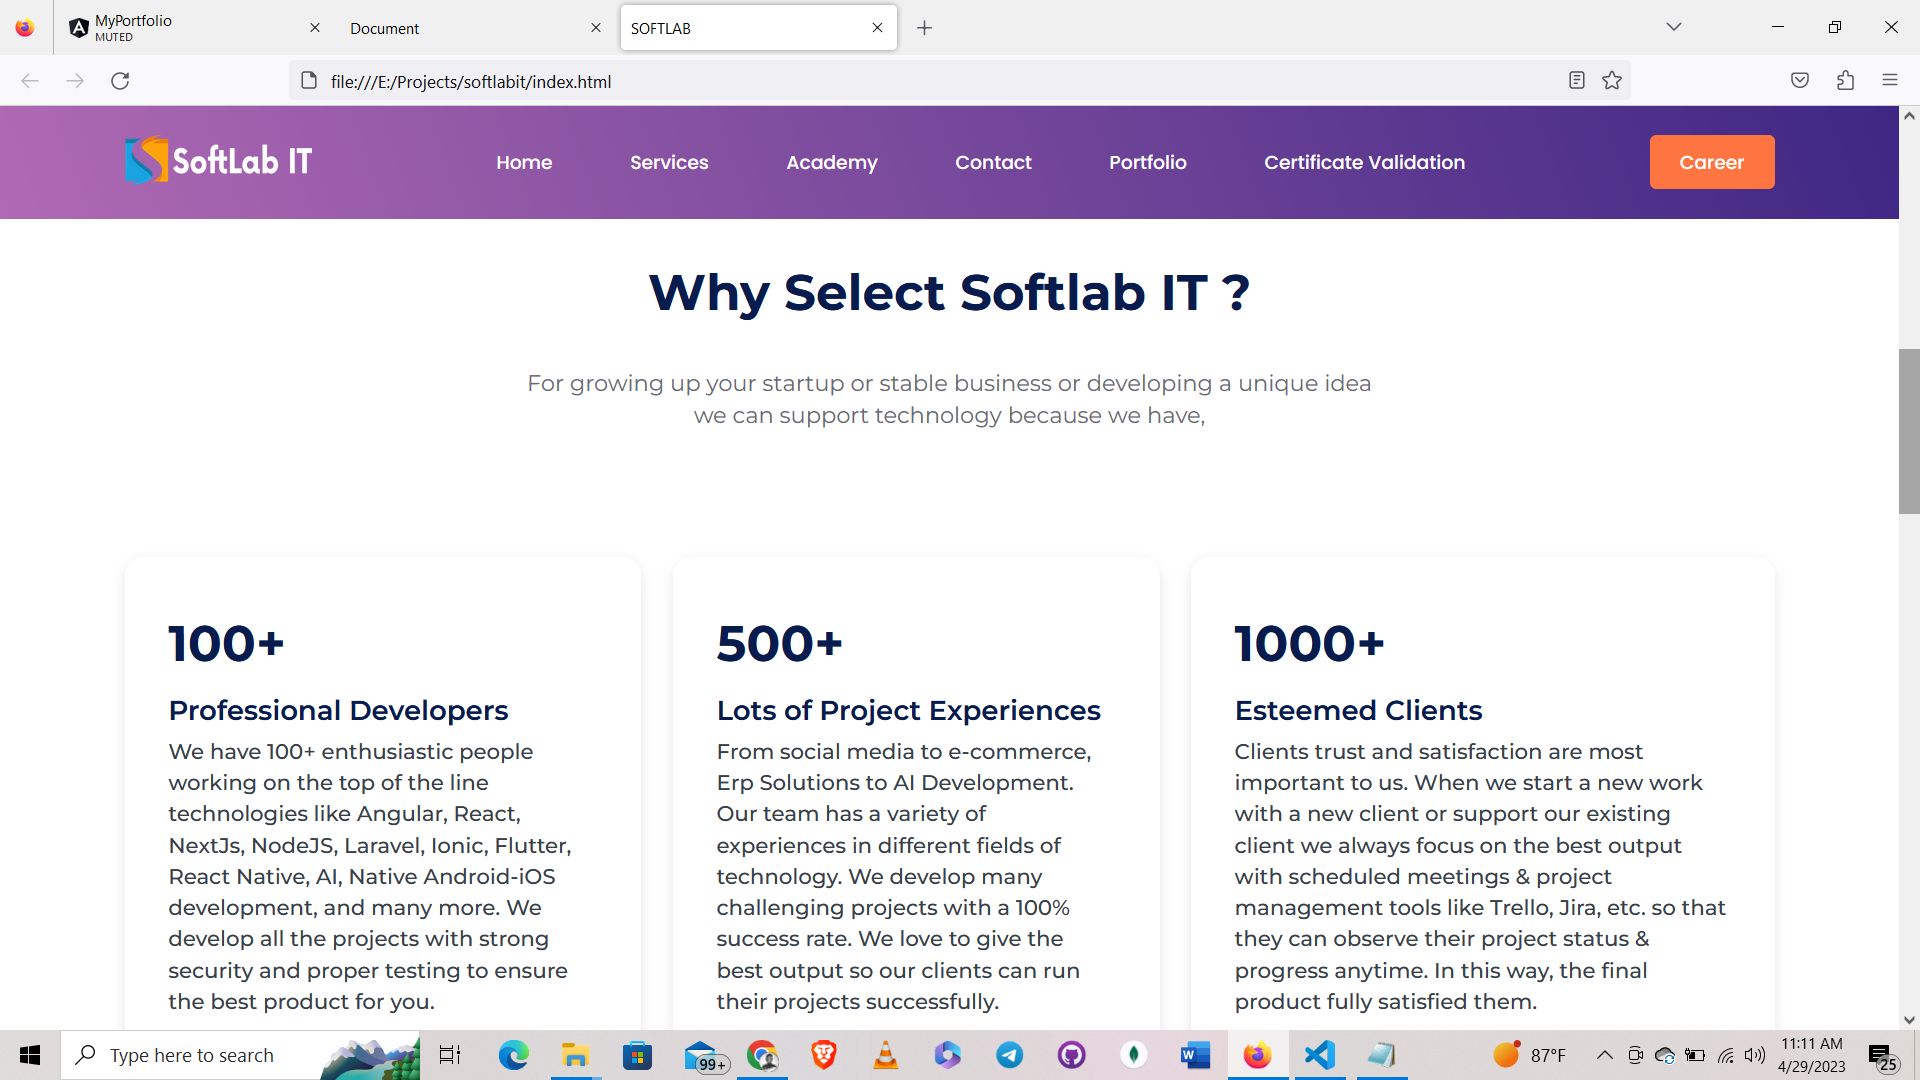 MyPortfolio
MUTED
Document
SOFTLAB
file:///E:/Projects/softlabit/index.html
SoftLab IT
Home
Services
Academy
Contact
Portfolio
Certificate Validation
Career
Why Select Softlab IT ?
For growing up your startup or stable business or developing a unique idea
we can support technology because we have,
100+
Professional Developers
We have 100+ enthusiastic people
working on the top of the line
technologies like Angular, React,
NextJs, NodeJS, Laravel, Ionic, Flutter,
React Native, AI, Native Android-iOS
development, and many more. We
develop all the projects with strong
security and proper testing to ensure
the best product for you.
500+
Lots of Project Experiences
From social media to e-commerce,
Erp Solutions to AI Development.
Our team has a variety of
experiences in different fields of
technology. We develop many
challenging projects with a 100%
success rate. We love to give the
best output so our clients can run
their projects successfully.
1000+
Esteemed Clients
Clients trust and satisfaction are most
important to us. When we start a new work
with a new client or support our existing
client we always focus on the best output
with scheduled meetings & project
management tools like Trello, Jira, etc. so that
they can observe their project status &
progress anytime. In this way, the final
product fully satisfied them.
Type here to search
99+
87°F
11:11 AM
4/29/2023
25